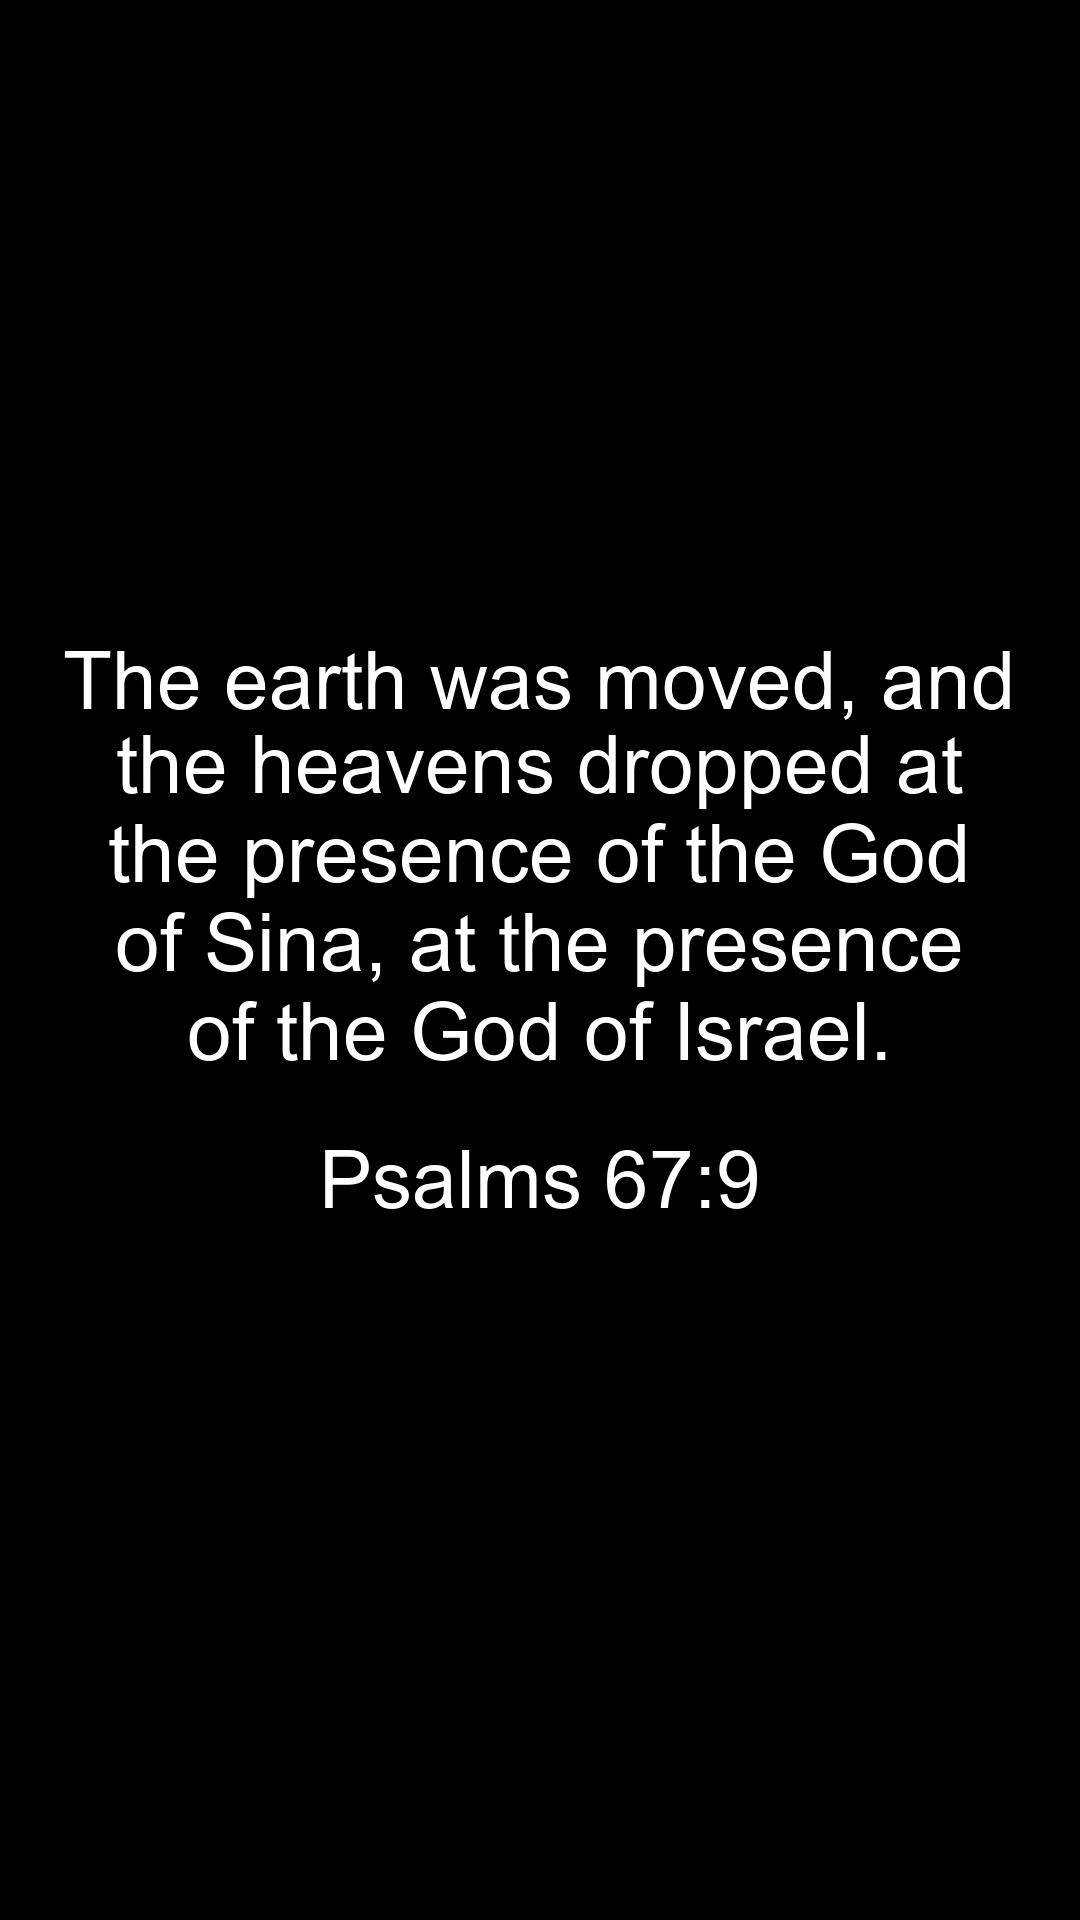 The earth was moved, and
the heavens dropped at
the presence of the God
of Sina, at the presence
of the God of Israel.
Psalms 67:9